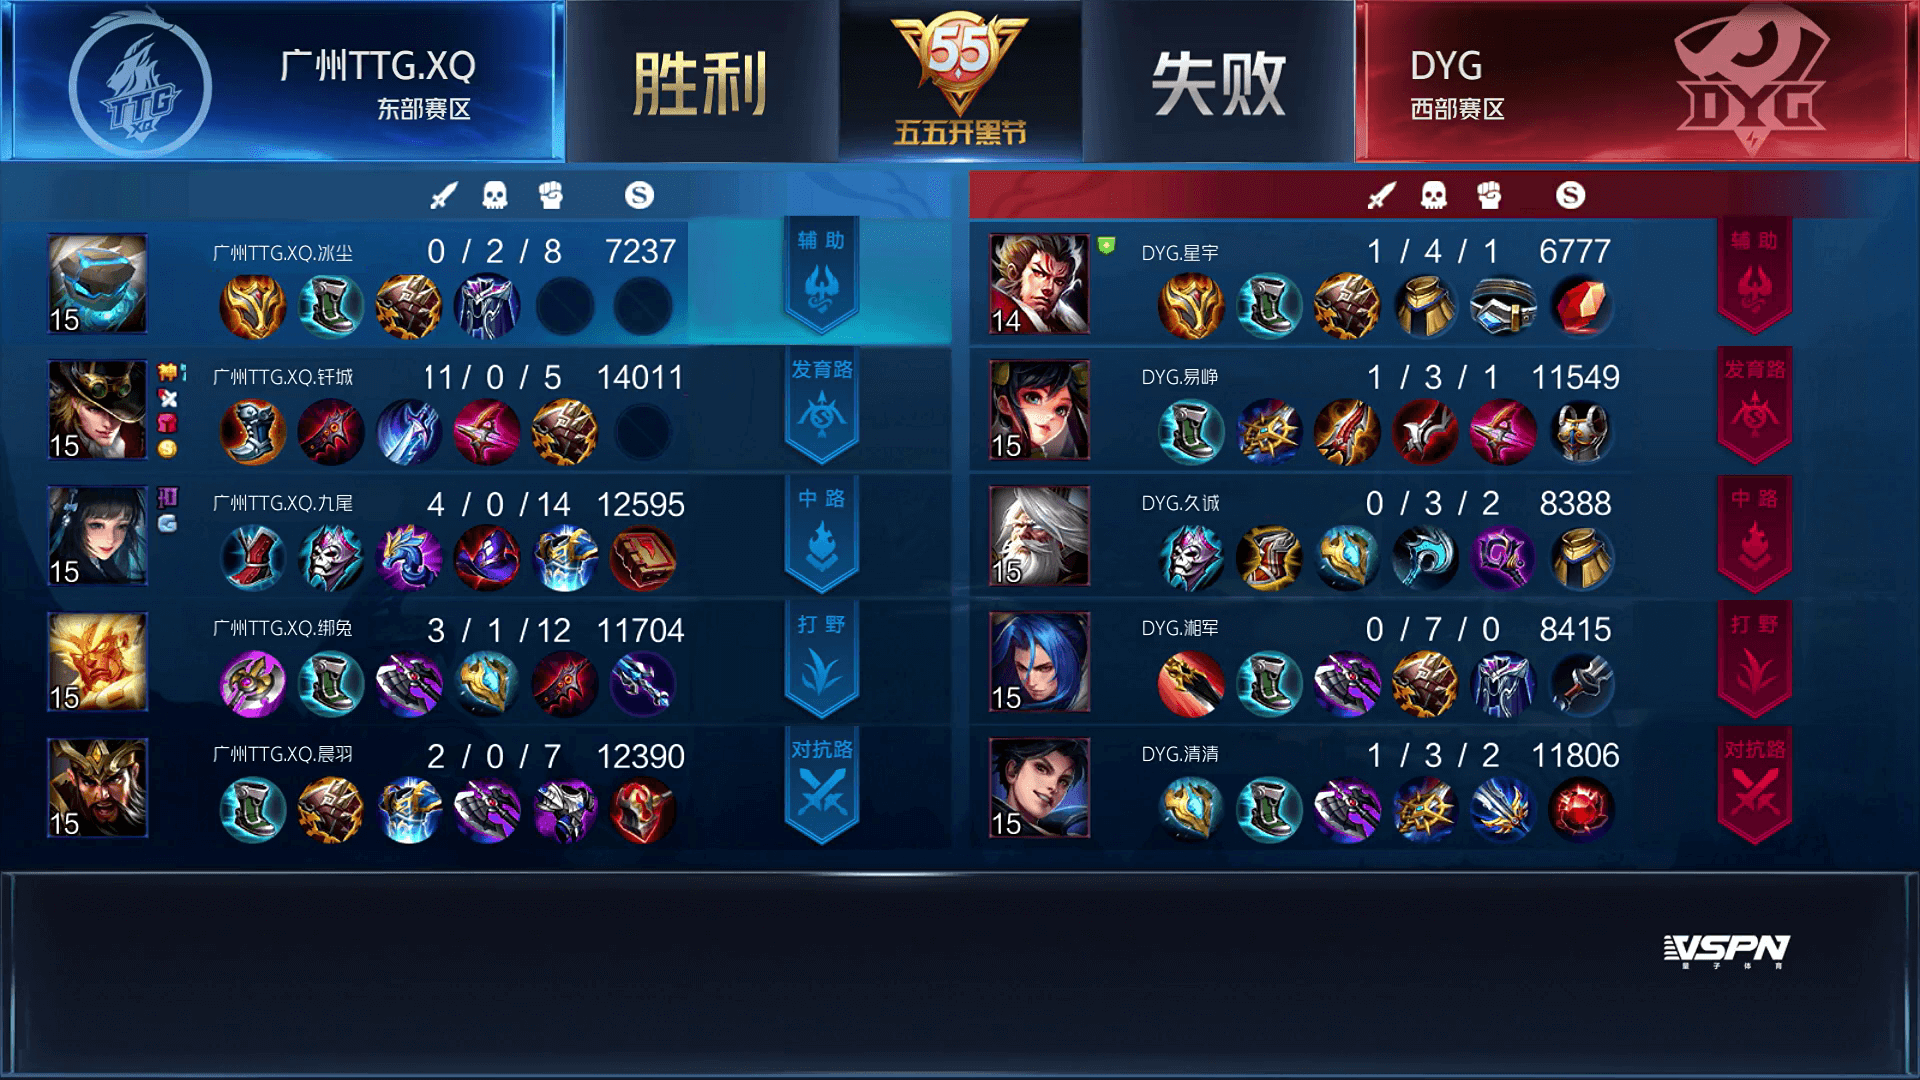 广州TTG.XQ
东部赛区
TTG
XQ
胜利
55
五五开黑节
失败
DYG
西部赛区
DYG
S
S
15
广州TTG.XQ.冰尘
0 / 2 / 8
7237
辅助
14
DYG.星宇
1 / 4 / 1
6777
辅助
15
神
广州TTG.XQ.钎城
11 / 0 / 5
14011
发育路
15
DYG.易峥
1 / 3 / 1
11549
发育路
15
广州TTG.XQ.九尾
4 / 0 / 14
12595
中路
15
DYG.久诚
0 / 3 / 2
8388
中路
15
广州TTG.XQ.绑兔
3 / 1 / 12
11704
打野
15
DYG.湘军
0 / 7 / 0
8415
打野
15
广州TTG.XQ.晨羽
2 / 0 / 7
12390
对抗路
15
DYG.清清
1 / 3 / 2
11806
对抗路
VSPN
量子体育